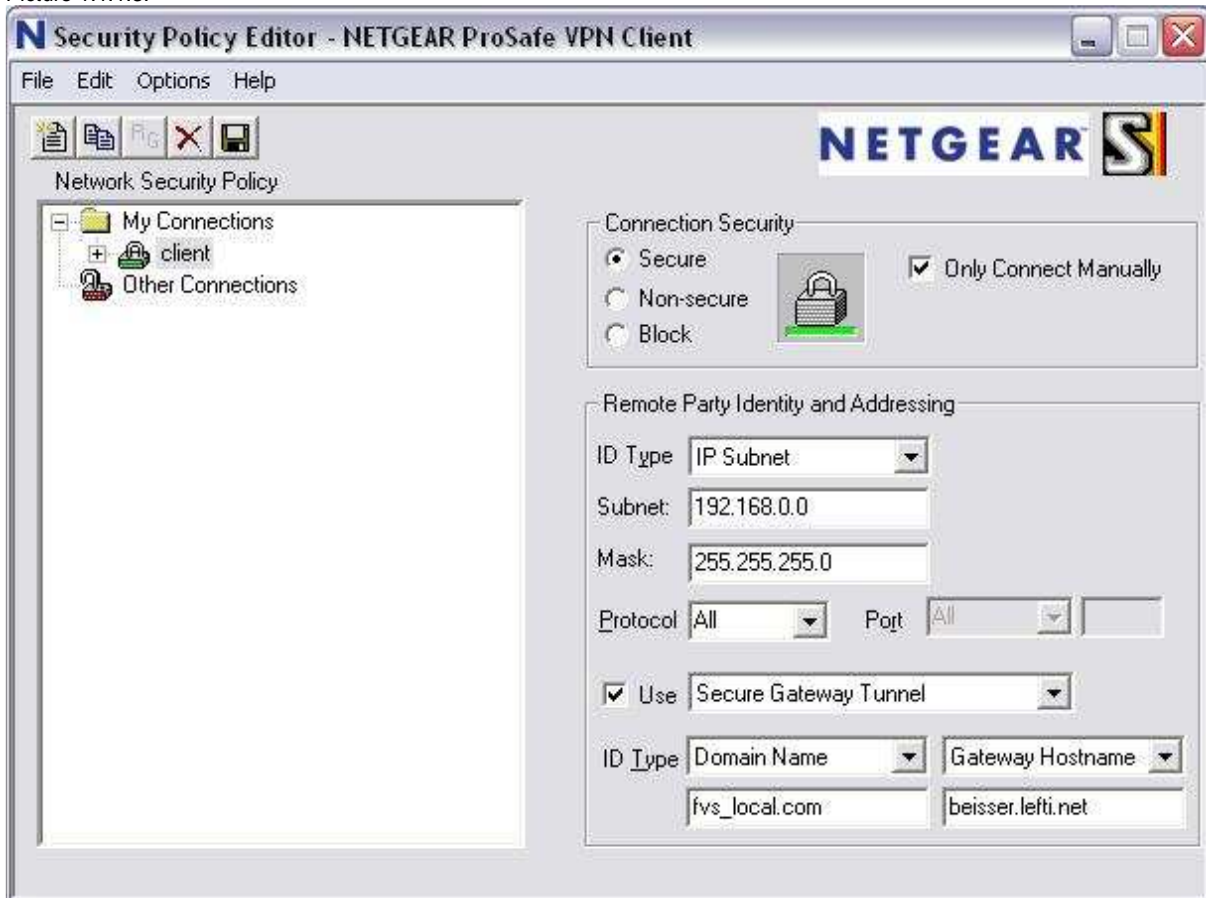 Security Policy Editor - NETGEAR ProSafe VPN Client
File Edit Options Help
NETGEAR
Network Security Policy
My Connections
client
Other Connections
Connection Security
Secure
Non-secure
Block
Only Connect Manually
Remote Party Identity and Addressing
ID Type IP Subnet
Subnet: 192.168.0.0
Mask: 255.255.255.0
Protocol All Port All
Use Secure Gateway Tunnel
ID Type Domain Name Gateway Hostname
fvs_local.com beisser.lefti.net